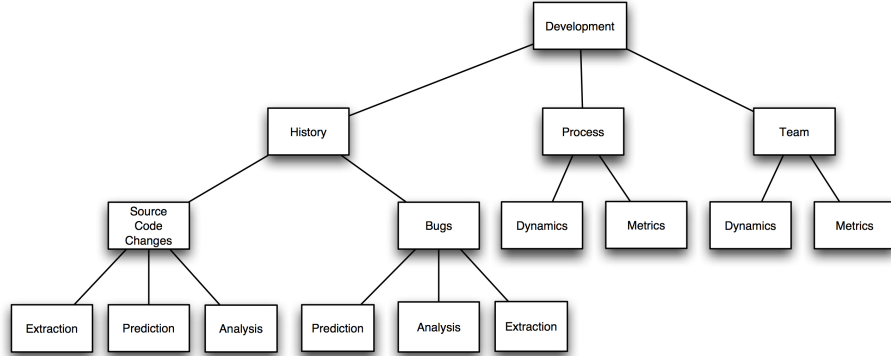 Development
History
Process
Team
Source
Code
Changes
Bugs
Dynamics
Metrics
Dynamics
Metrics
Extraction
Prediction
Analysis
Prediction
Analysis
Extraction